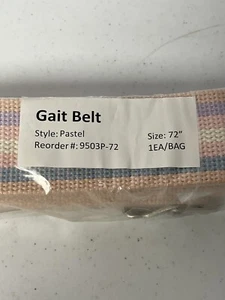 Gait Belt
Style: Pastel Size: 72"
Reorder #: 9503P-72 1EA/BAG